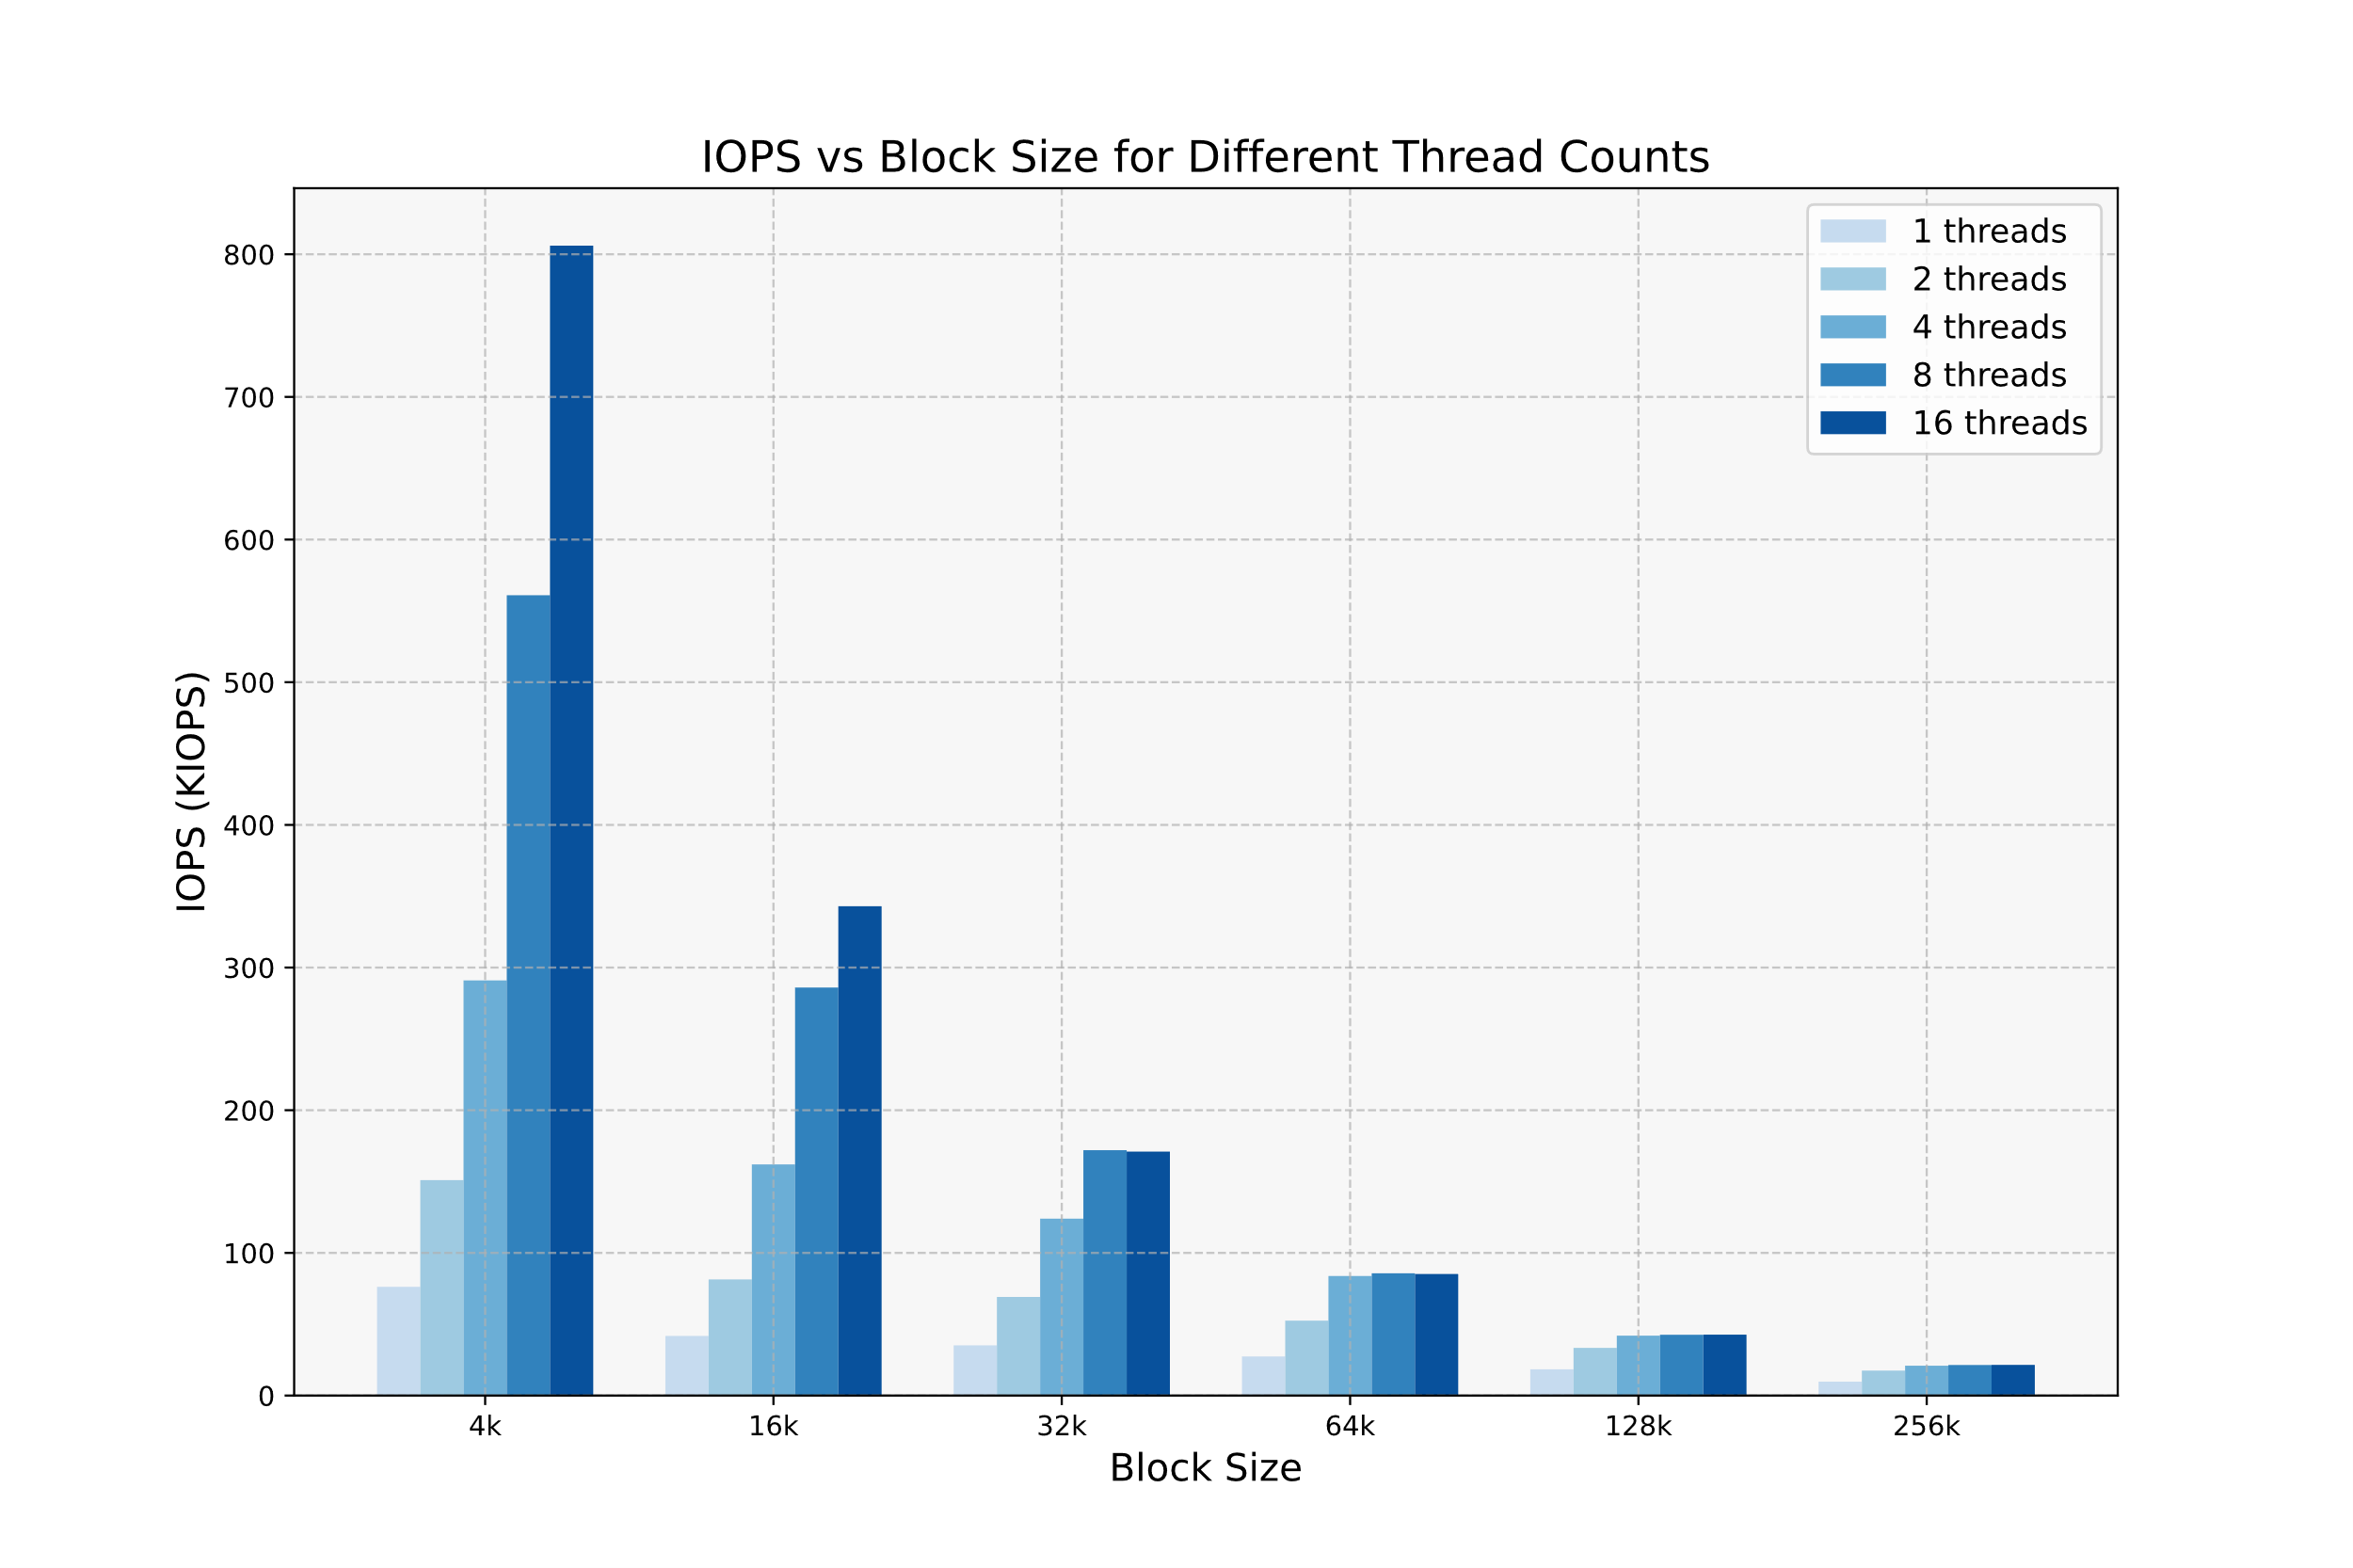 IOPS vs Block Size for Different Thread Counts
1 threads
2 threads
4 threads
8 threads
16 threads
IOPS (KIOPS)
800
700
600
500
400
300
200
100
0
4k 16k 32k 64k 128k 256k
Block Size